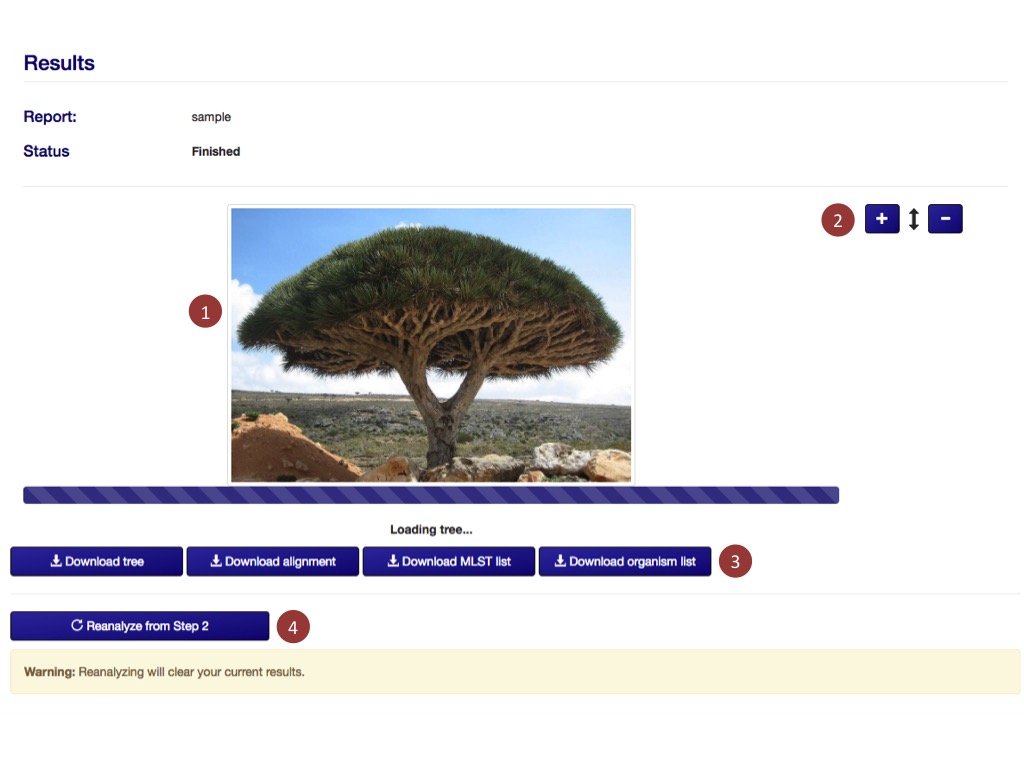 Results
Report: sample
Status Finished
2 + −
1
Loading tree...
Download tree Download alignment Download MLST list Download organism list 3
Reanalyze from Step 2 4
Warning: Reanalyzing will clear your current results.